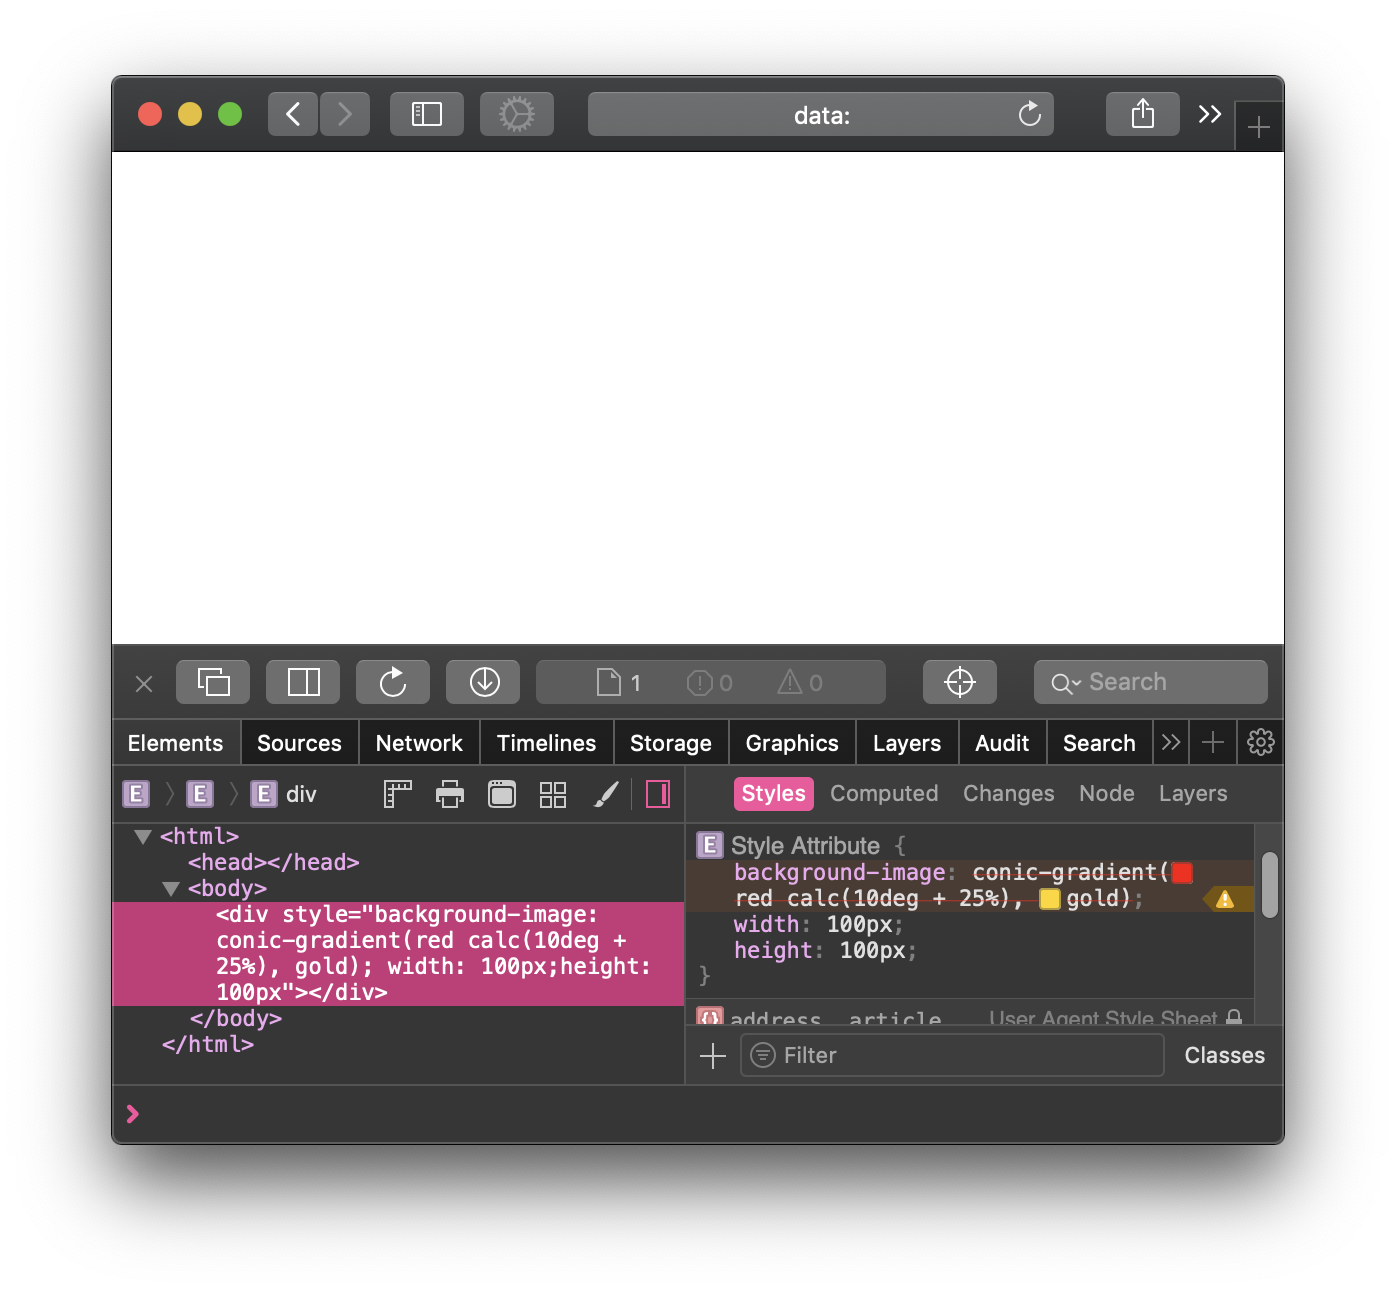 data:
1
0
0
Search
Elements
Sources
Network
Timelines
Storage
Graphics
Layers
Audit
Search
E
E
E div
Styles
Computed
Changes
Node
Layers
<html>
<head></head>
<body>
<div style="background-image:
conic-gradient(red calc(10deg +
25%), gold); width: 100px;height:
100px"></div>
</body>
</html>
E Style Attribute {
background-image: conic-gradient(
red calc(10deg + 25%), gold);
width: 100px;
height: 100px;
}
{} address, article, User Agent Style Sheet
Filter
Classes